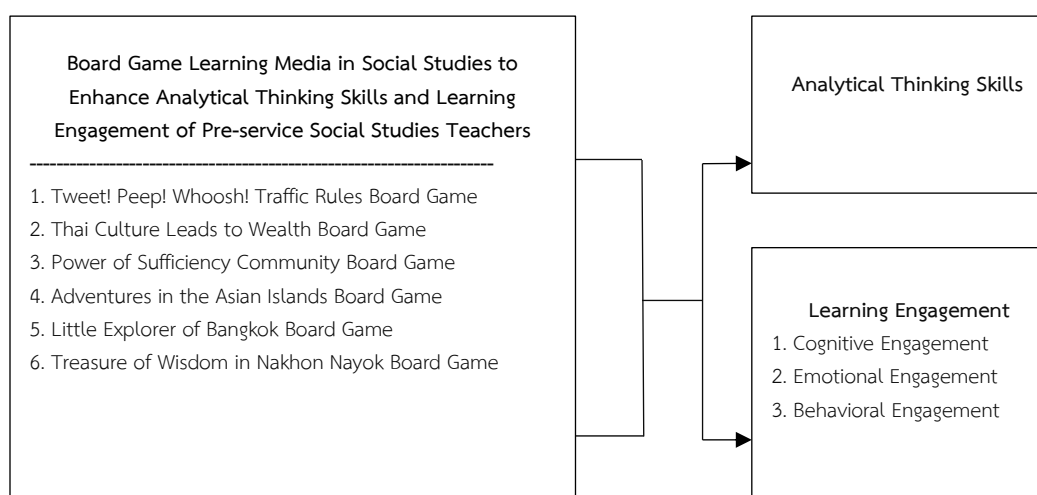 Board Game Learning Media in Social Studies to
Enhance Analytical Thinking Skills and Learning
Engagement of Pre-service Social Studies Teachers
----------------------------------------------------------------------
1. Tweet! Peep! Whoosh! Traffic Rules Board Game
2. Thai Culture Leads to Wealth Board Game
3. Power of Sufficiency Community Board Game
4. Adventures in the Asian Islands Board Game
5. Little Explorer of Bangkok Board Game
6. Treasure of Wisdom in Nakhon Nayok Board Game
Analytical Thinking Skills
Learning Engagement
1. Cognitive Engagement
2. Emotional Engagement
3. Behavioral Engagement